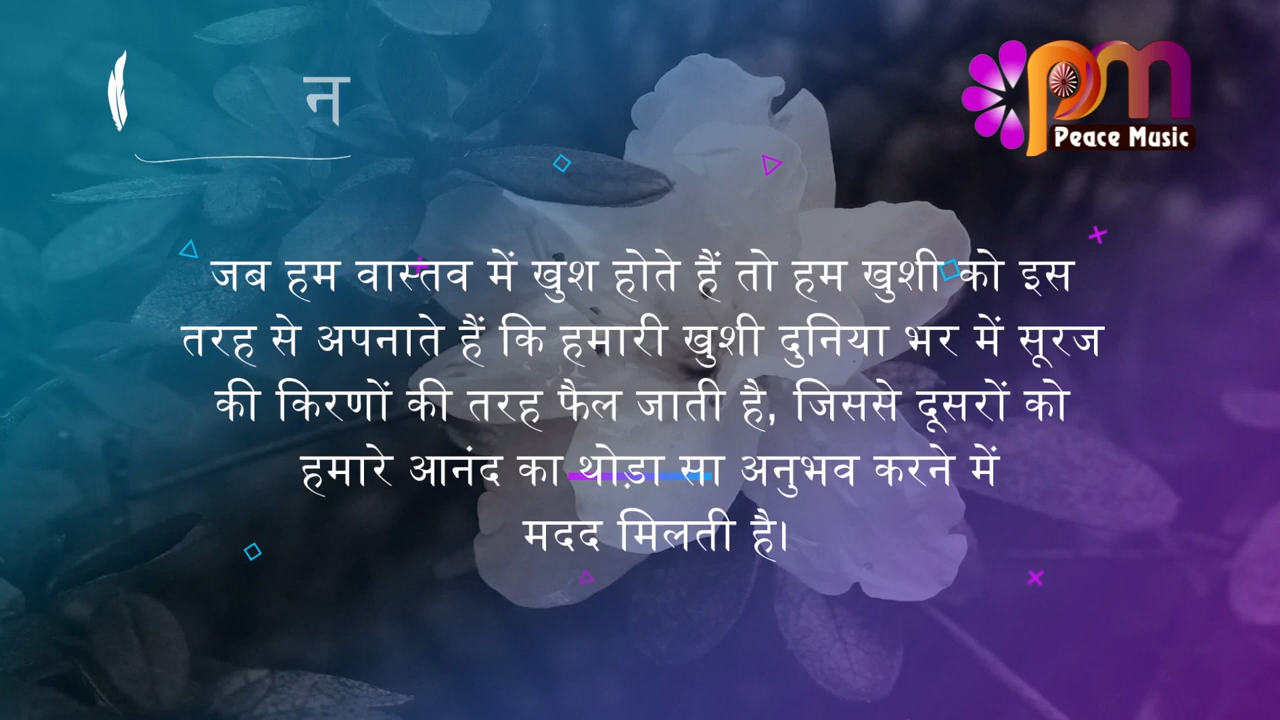 न
pm
Peace Music
जब हम वास्तव में खुश होते हैं तो हम खुशी को इस
तरह से अपनाते हैं कि हमारी खुशी दुनिया भर में सूरज
की किरणों की तरह फैल जाती है, जिससे दूसरों को
हमारे आनंद का थोड़ा सा अनुभव करने में
मदद मिलती है।